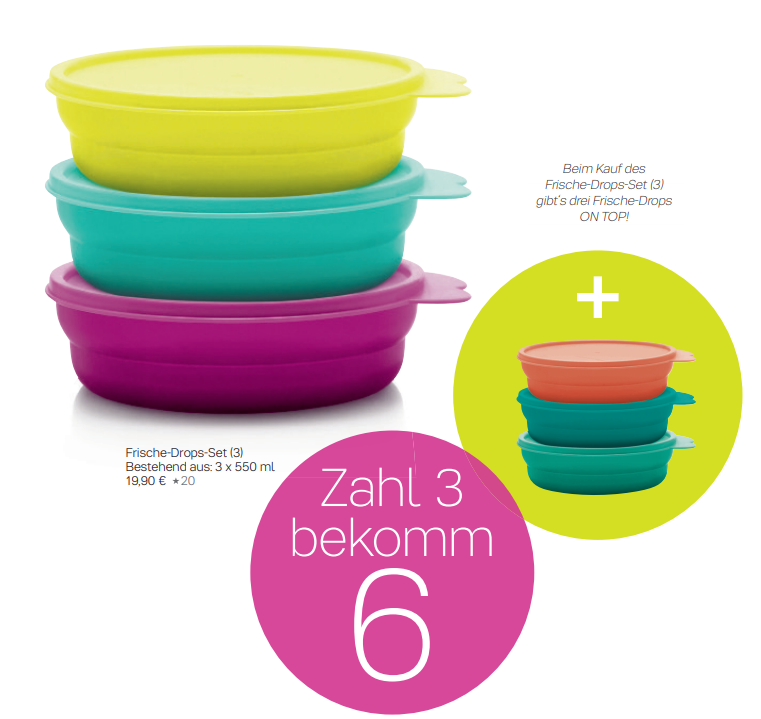 Beim Kauf des
Frische-Drops-Set (3)
gibt's drei Frische-Drops
ON TOP!
+
Frische-Drops-Set (3)
Bestehend aus: 3 x 550 ml
19,90 € ★20
Zahl 3
bekomm
6